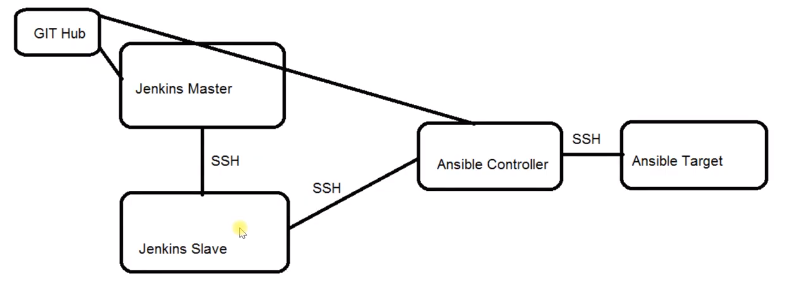 GIT Hub
Jenkins Master
SSH
Jenkins Slave
SSH
Ansible Controller
SSH
Ansible Target